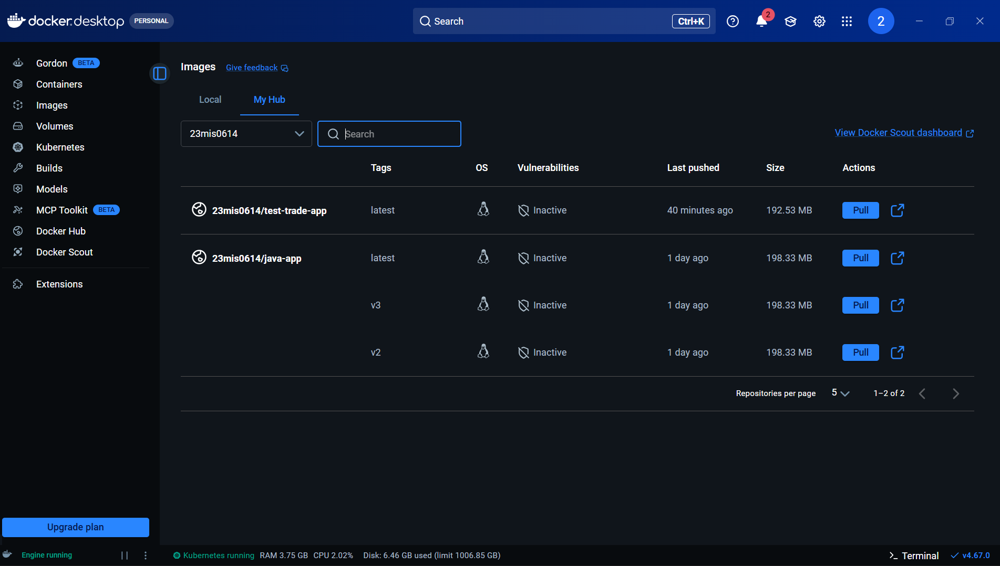 docker.desktop PERSONAL
Search Ctrl+K
2
2
Gordon BETA
Containers
Images
Volumes
Kubernetes
Builds
Models
MCP Toolkit BETA
Docker Hub
Docker Scout
Extensions
Upgrade plan
Images Give feedback
Local My Hub
23mis0614 Search View Docker Scout dashboard
Tags OS Vulnerabilities Last pushed Size Actions
23mis0614/test-trade-app latest Inactive 40 minutes ago 192.53 MB Pull
23mis0614/java-app latest Inactive 1 day ago 198.33 MB Pull
v3 Inactive 1 day ago 198.33 MB Pull
v2 Inactive 1 day ago 198.33 MB Pull
Repositories per page 5 1–2 of 2
Engine running Kubernetes running RAM 3.75 GB CPU 2.02% Disk: 6.46 GB used (limit 1006.85 GB) Terminal v4.67.0